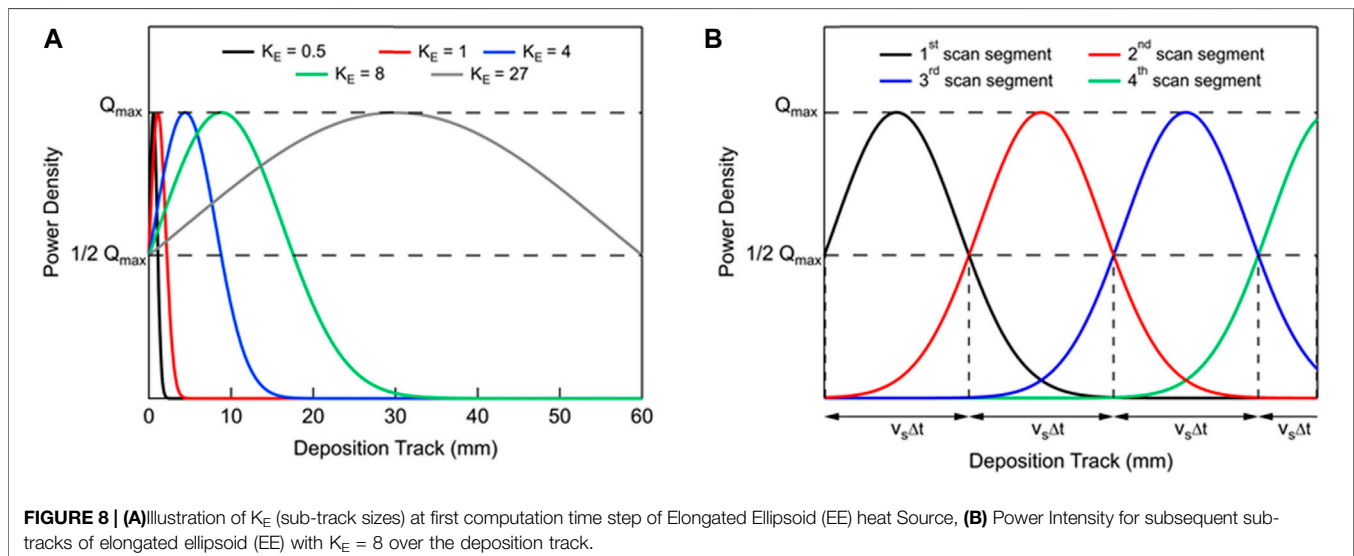 A
K_E = 0.5
K_E = 1
K_E = 4
K_E = 8
K_E = 27
Q_max
1/2 Q_max
Power Density
0
10
20
30
40
50
60
Deposition Track (mm)
B
1st scan segment
2nd scan segment
3rd scan segment
4th scan segment
Q_max
1/2 Q_max
Power Density
v_sΔt
v_sΔt
v_sΔt
v_sΔt
Deposition Track (mm)
FIGURE 8 | (A)Illustration of K_E (sub-track sizes) at first computation time step of Elongated Ellipsoid (EE) heat Source, (B) Power Intensity for subsequent sub-
tracks of elongated ellipsoid (EE) with K_E = 8 over the deposition track.